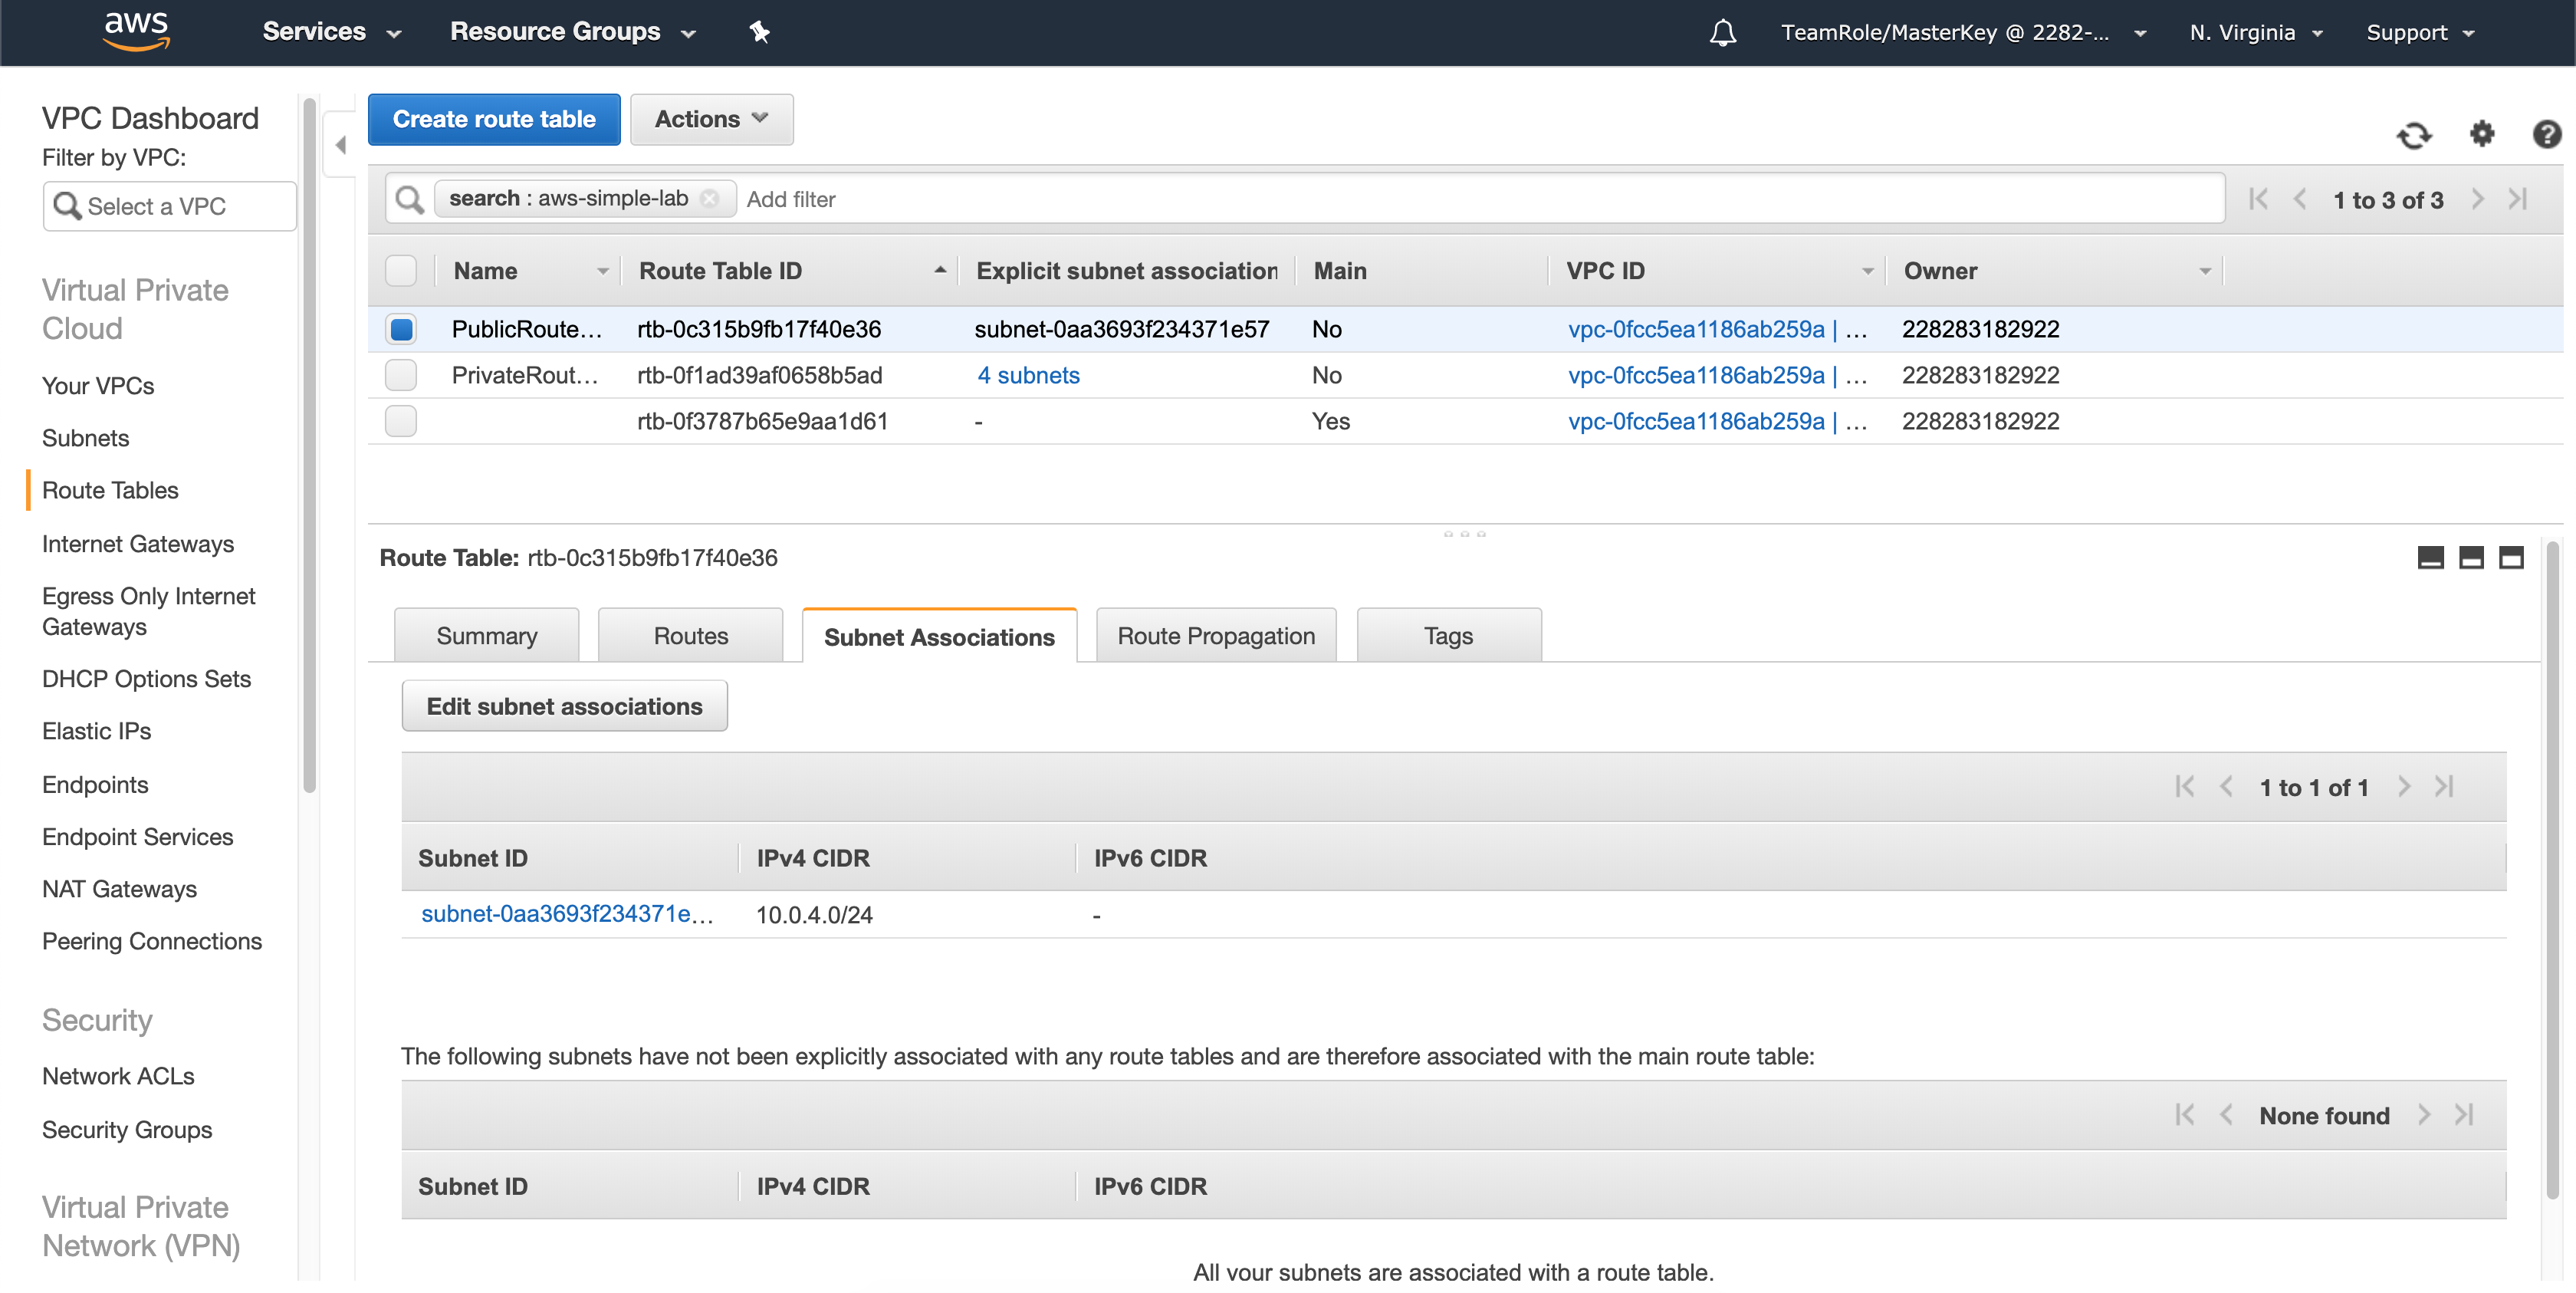 aws Services Resource Groups TeamRole/MasterKey @ 2282-... N. Virginia Support
VPC Dashboard
Filter by VPC:
Select a VPC
Virtual Private
Cloud
Your VPCs
Subnets
Route Tables
Internet Gateways
Egress Only Internet
Gateways
DHCP Options Sets
Elastic IPs
Endpoints
Endpoint Services
NAT Gateways
Peering Connections
Security
Network ACLs
Security Groups
Virtual Private
Network (VPN)
Create route table Actions
search : aws-simple-lab Add filter 1 to 3 of 3
Name Route Table ID Explicit subnet association Main VPC ID Owner
PublicRoute... rtb-0c315b9fb17f40e36 subnet-0aa3693f234371e57 No vpc-0fcc5ea1186ab259a | ... 228283182922
PrivateRout... rtb-0f1ad39af0658b5ad 4 subnets No vpc-0fcc5ea1186ab259a | ... 228283182922
rtb-0f3787b65e9aa1d61 - Yes vpc-0fcc5ea1186ab259a | ... 228283182922
Route Table: rtb-0c315b9fb17f40e36
Summary Routes Subnet Associations Route Propagation Tags
Edit subnet associations
1 to 1 of 1
Subnet ID IPv4 CIDR IPv6 CIDR
subnet-0aa3693f234371e... 10.0.4.0/24 -
The following subnets have not been explicitly associated with any route tables and are therefore associated with the main route table:
None found
Subnet ID IPv4 CIDR IPv6 CIDR
All your subnets are associated with a route table.